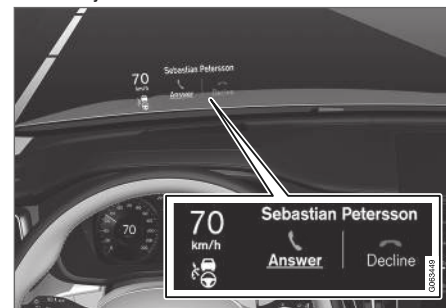 70
km/h
Sebastian Petersson
Answer
Decline
70
70
km/h
Sebastian Petersson
Answer
Decline
G063449